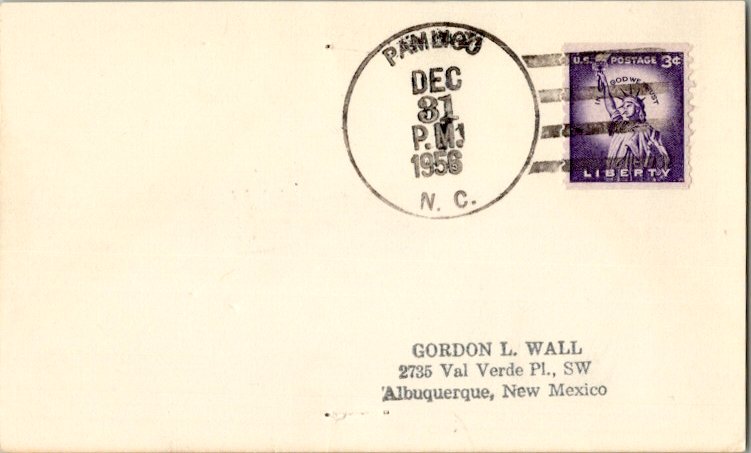 PAMLICO
DEC
31
P.M.
1956
N. C.
U.S. POSTAGE 3¢
IN GOD WE TRUST
LIBERTY
GORDON L. WALL
2735 Val Verde Pl., SW
Albuquerque, New Mexico